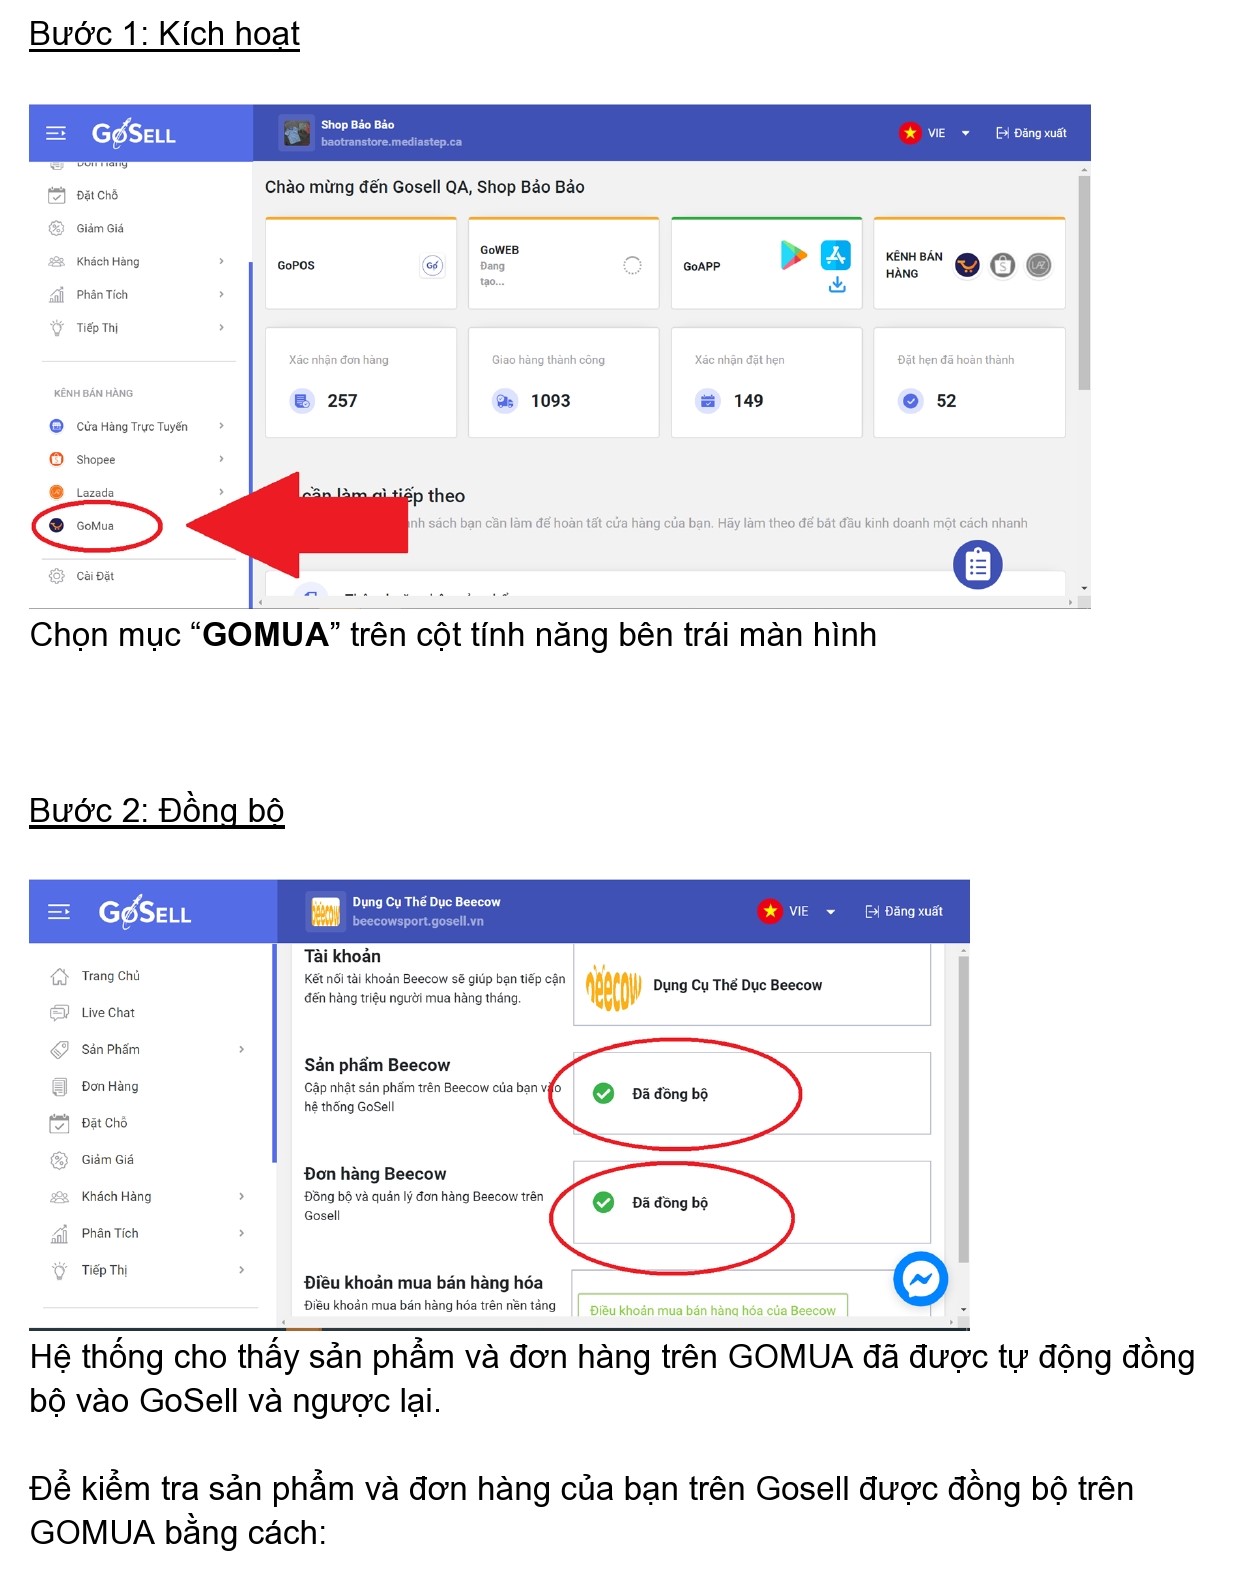 Bước 1: Kích hoạt
GoSELL
Shop Bảo Bảo
baotranstore.mediastep.ca
VIE
Đăng xuất
Đơn Hàng
Đặt Chỗ
Giảm Giá
Khách Hàng
Phân Tích
Tiếp Thị
KÊNH BÁN HÀNG
Cửa Hàng Trực Tuyến
Shopee
Lazada
GoMua
Cài Đặt
Chào mừng đến Gosell QA, Shop Bảo Bảo
GoPOS
Gó
GoWEB
Đang
tạo...
GoAPP
KÊNH BÁN
HÀNG
LAZ
Xác nhận đơn hàng
257
Giao hàng thành công
1093
Xác nhận đặt hẹn
149
Đặt hẹn đã hoàn thành
52
cần làm gì tiếp theo
sách bạn cần làm để hoàn tất cửa hàng của bạn. Hãy làm theo để bắt đầu kinh doanh một cách nhanh
Chọn mục “GOMUA” trên cột tính năng bên trái màn hình
Bước 2: Đồng bộ
GoSELL
Dụng Cụ Thể Dục Beecow
beecowsport.gosell.vn
VIE
Đăng xuất
Trang Chủ
Live Chat
Sản Phẩm
Đơn Hàng
Đặt Chỗ
Giảm Giá
Khách Hàng
Phân Tích
Tiếp Thị
Tài khoản
Kết nối tài khoản Beecow sẽ giúp bạn tiếp cận
đến hàng triệu người mua hàng tháng.
beecow
Dụng Cụ Thể Dục Beecow
Sản phẩm Beecow
Cập nhật sản phẩm trên Beecow của bạn vào
hệ thống GoSell
Đã đồng bộ
Đơn hàng Beecow
Đồng bộ và quản lý đơn hàng Beecow trên
Gosell
Đã đồng bộ
Điều khoản mua bán hàng hóa
Điều khoản mua bán hàng hóa trên nền tảng
Điều khoản mua bán hàng hóa của Beecow
Hệ thống cho thấy sản phẩm và đơn hàng trên GOMUA đã được tự động đồng
bộ vào GoSell và ngược lại.
Để kiểm tra sản phẩm và đơn hàng của bạn trên Gosell được đồng bộ trên
GOMUA bằng cách: